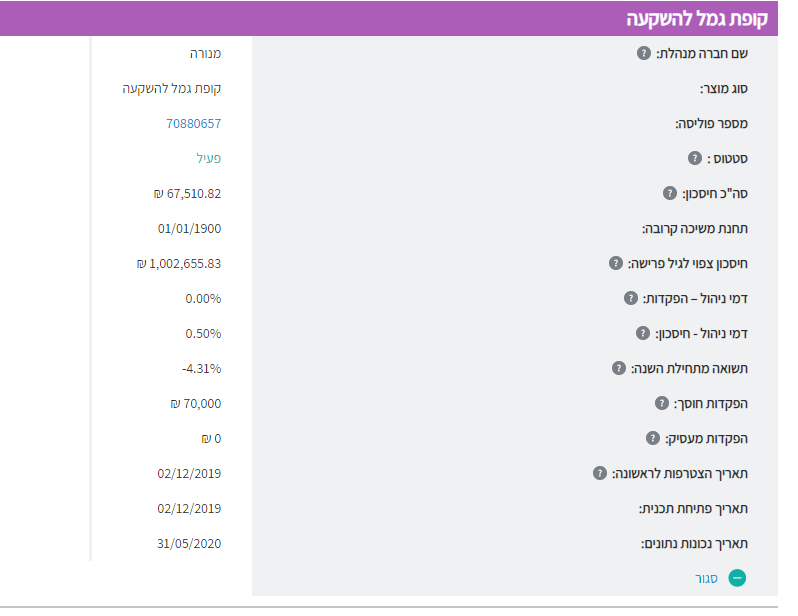 קופת גמל להשקעה
שם חברה מנהלת: ? מנורה
סוג מוצר: קופת גמל להשקעה
מספר פוליסה: 70880657
סטטוס : ? פעיל
סה"כ חיסכון: ? 67,510.82 ₪
תחנת משיכה קרובה: 01/01/1900
חיסכון צפוי לגיל פרישה: ? 1,002,655.83 ₪
דמי ניהול – הפקדות: ? 0.00%
דמי ניהול - חיסכון: ? 0.50%
תשואה מתחילת השנה: ? -4.31%
הפקדות חוסך: ? 70,000 ₪
הפקדות מעסיק: ? 0 ₪
תאריך הצטרפות לראשונה: ? 02/12/2019
תאריך פתיחת תכנית: 02/12/2019
תאריך נכונות נתונים: 31/05/2020
סגור